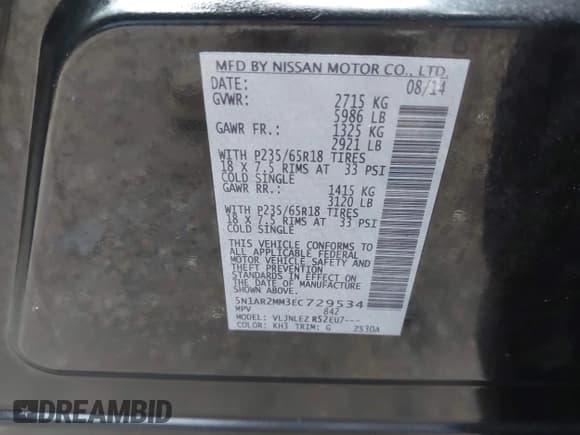 MFD BY NISSAN MOTOR CO., LTD.
DATE: 08/14
GVWR: 2715 KG
5986 LB
GAWR FR.: 1325 KG
2921 LB
WITH P235/65R18 TIRES
18 X 7.5 RIMS AT 33 PSI
COLD SINGLE
GAWR RR.: 1415 KG
3120 LB
WITH P235/65R18 TIRES
18 X 7.5 RIMS AT 33 PSI
COLD SINGLE
THIS VEHICLE CONFORMS TO
ALL APPLICABLE FEDERAL
MOTOR VEHICLE SAFETY AND
THEFT PREVENTION
STANDARDS IN EFFECT ON
THE DATE OF MANUFACTURE
SHOWN ABOVE.
5N1AR2MM3EC729534
MPV 842
MODEL: VLJNLEZ R52EU7---
COLOR: KH3 TRIM: G 2530A
DREAMBID